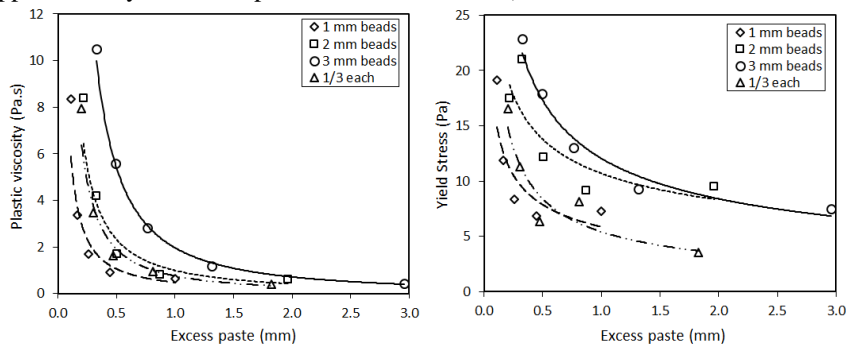 12
10
8
6
4
2
0
0.0 0.5 1.0 1.5 2.0 2.5 3.0
Plastic viscosity (Pa.s)
Excess paste (mm)
1 mm beads
2 mm beads
3 mm beads
1/3 each
25
20
15
10
5
0
0.0 0.5 1.0 1.5 2.0 2.5 3.0
Yield Stress (Pa)
Excess paste (mm)
1 mm beads
2 mm beads
3 mm beads
1/3 each